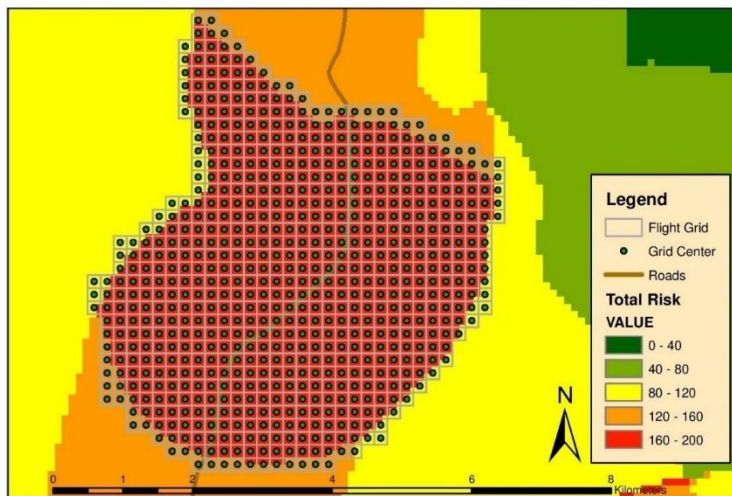 Legend
Flight Grid
Grid Center
Roads
Total Risk
VALUE
0 - 40
40 - 80
80 - 120
120 - 160
160 - 200
N
0 1 2 4 6 8
Kilometers